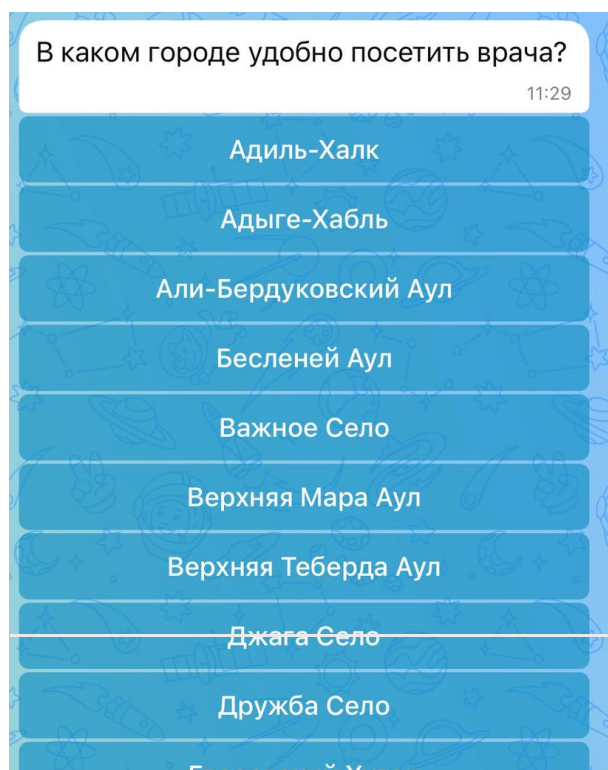 В каком городе удобно посетить врача?
11:29
Адиль-Халк
Адыге-Хабль
Али-Бердуковский Аул
Бесленей Аул
Важное Село
Верхняя Мара Аул
Верхняя Теберда Аул
Джага Село
Дружба Село